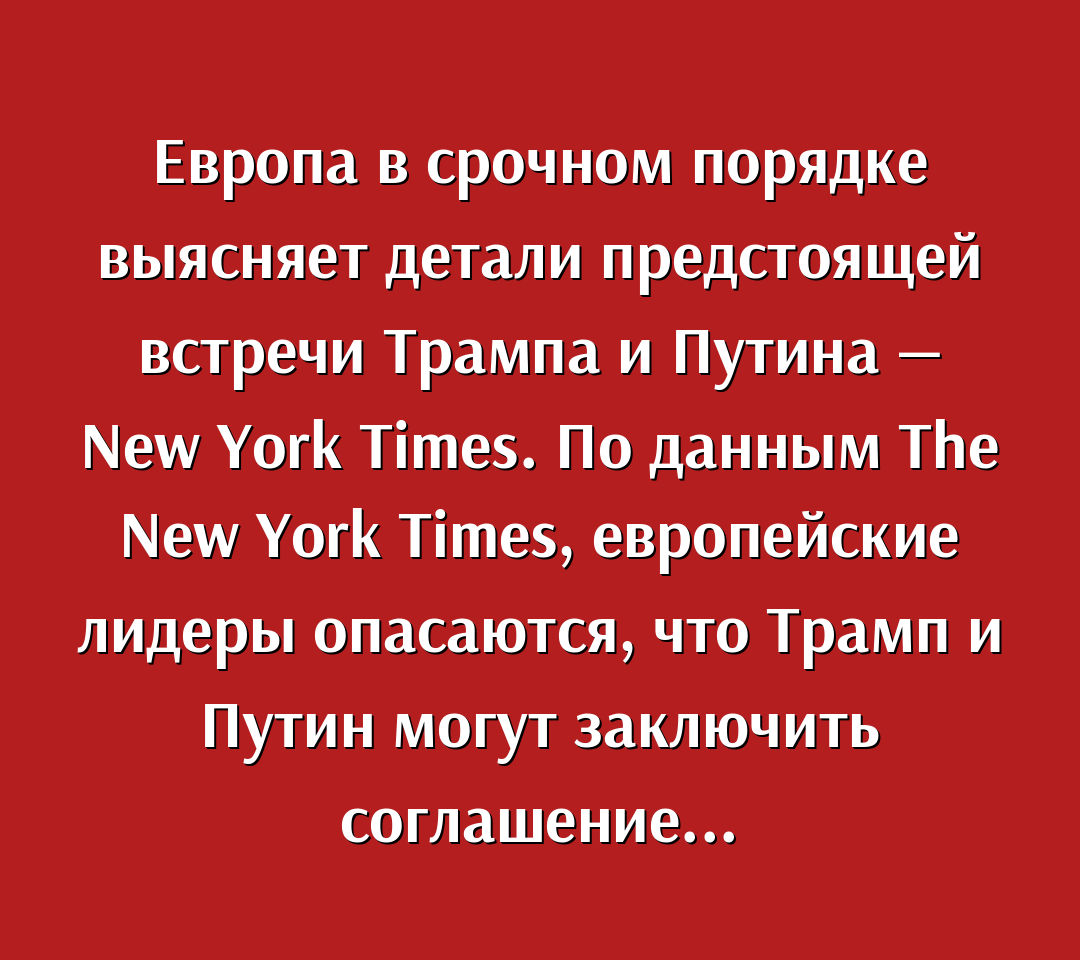 Европа в срочном порядке
выясняет детали предстоящей
встречи Трампа и Путина —
New York Times. По данным The
New York Times, европейские
лидеры опасаются, что Трамп и
Путин могут заключить
соглашение...